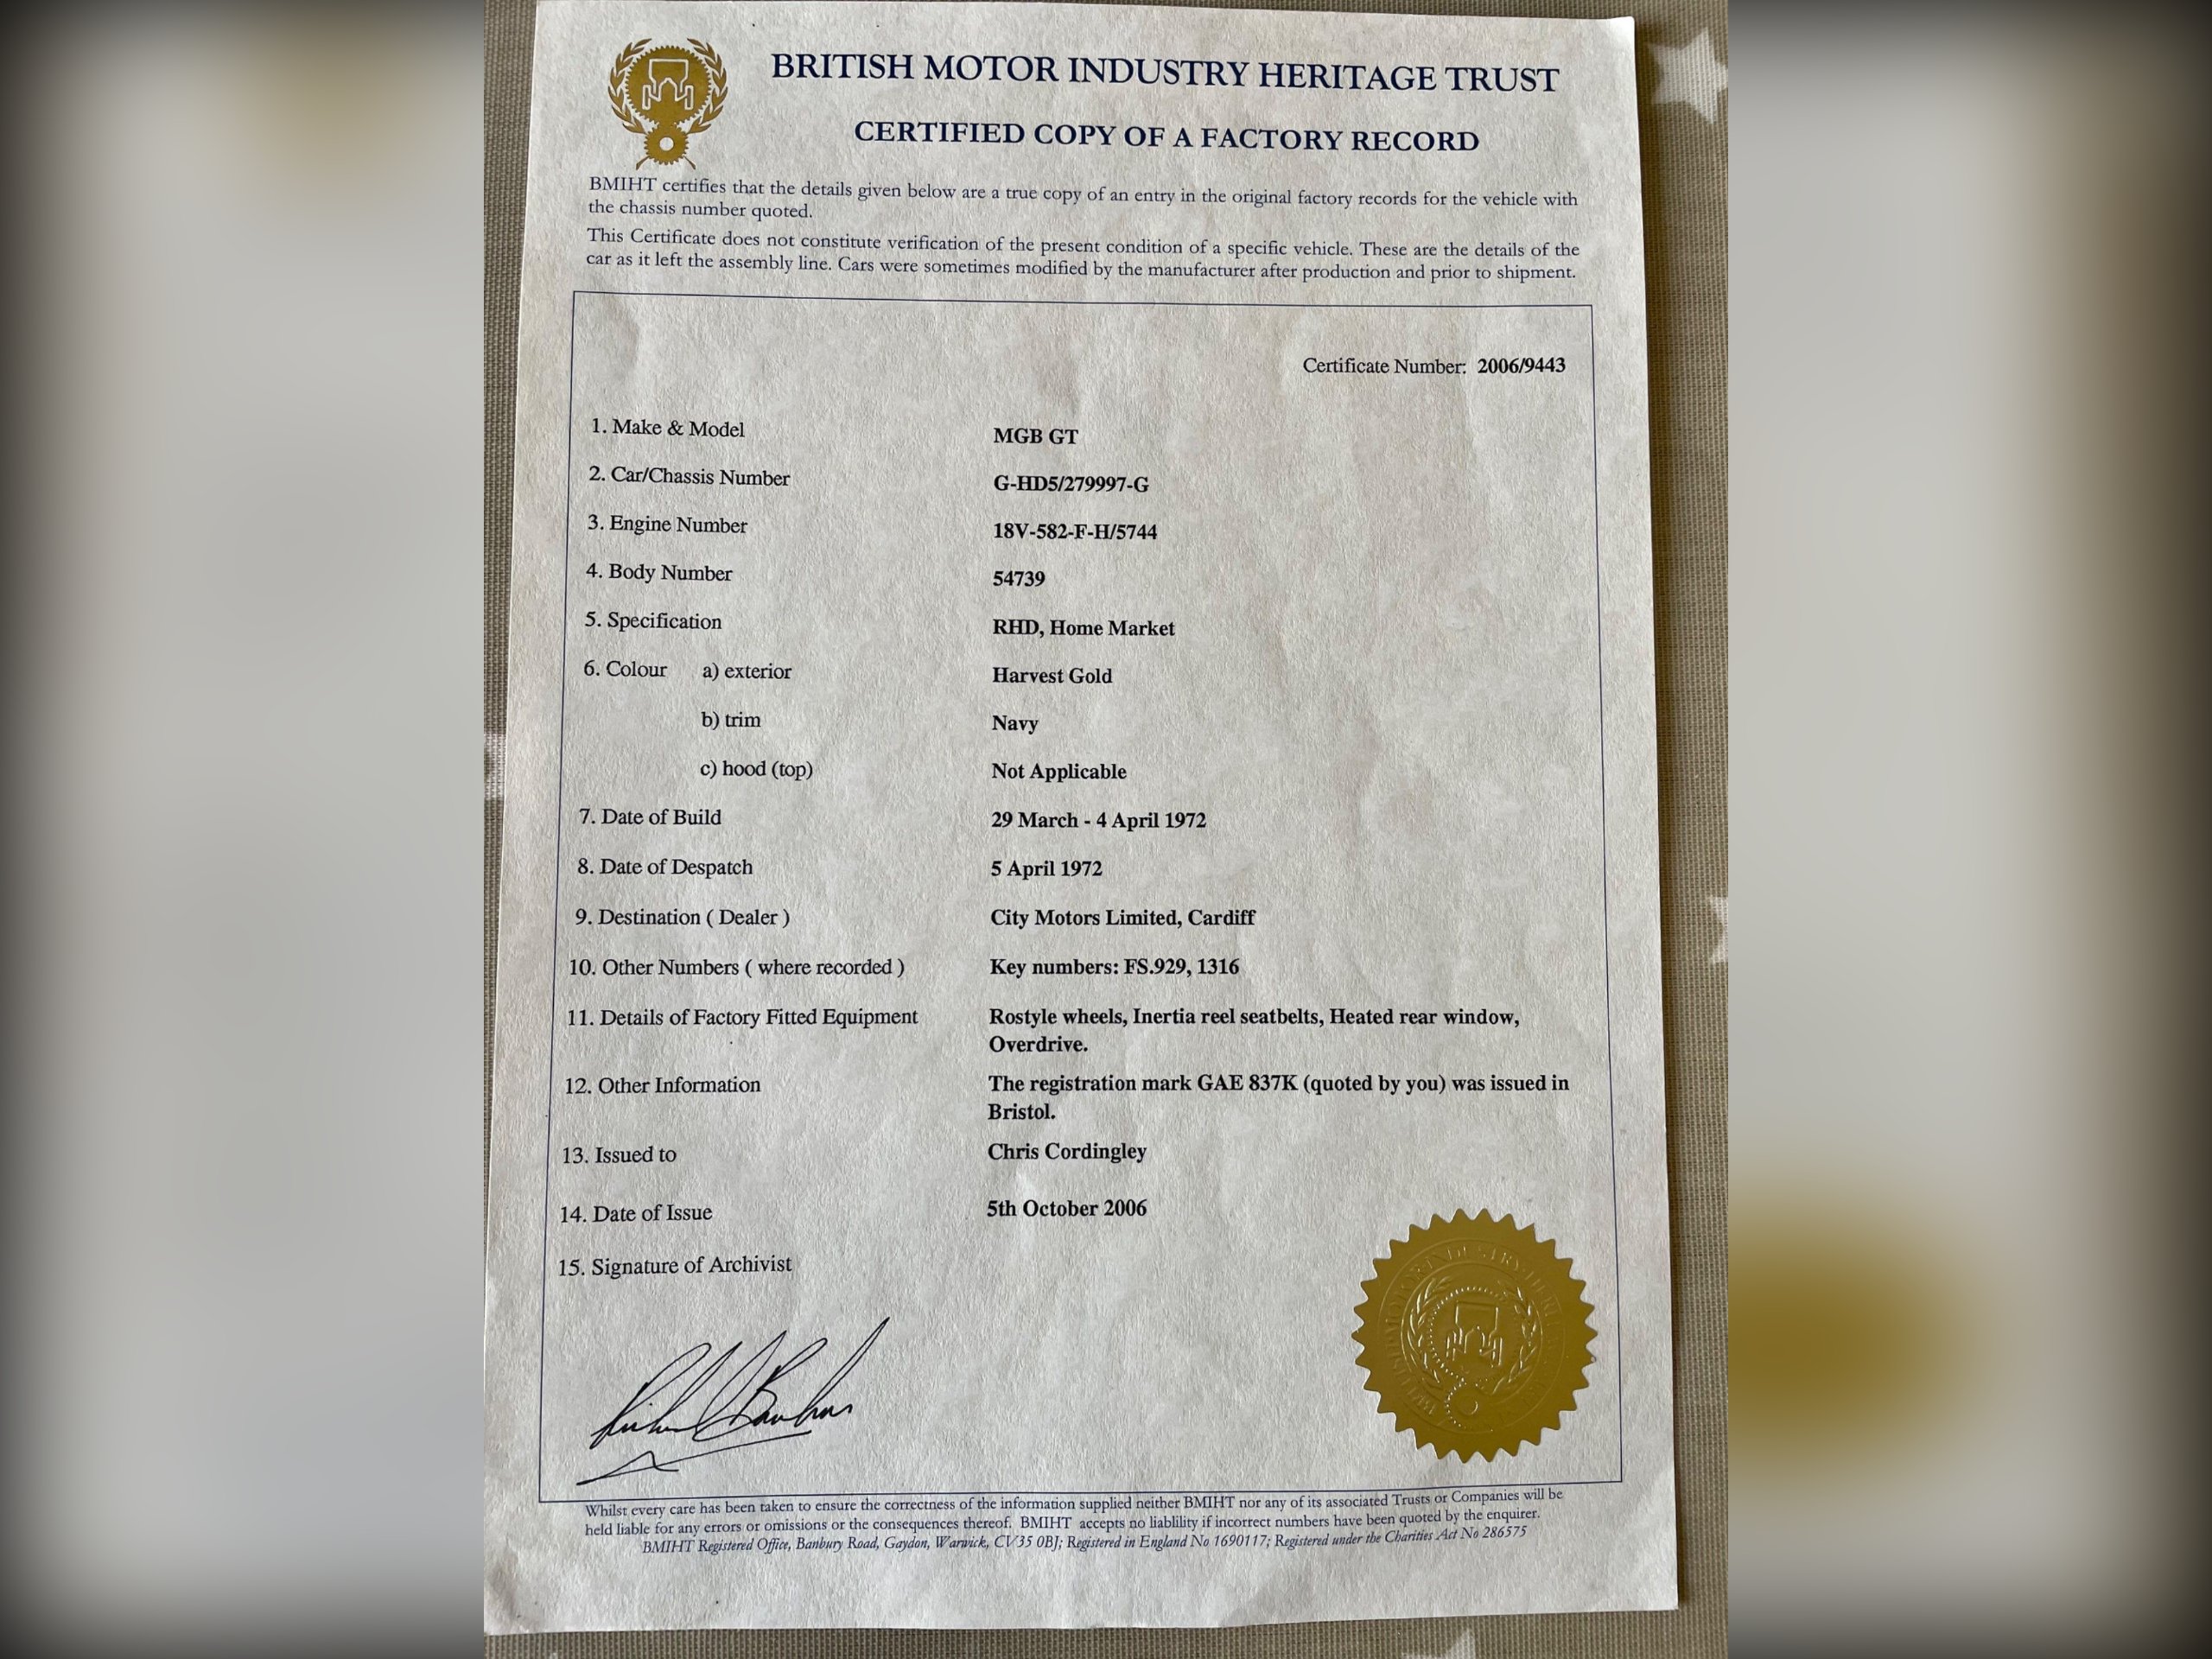 BRITISH MOTOR INDUSTRY HERITAGE TRUST
CERTIFIED COPY OF A FACTORY RECORD
BMIHT certifies that the details given below are a true copy of an entry in the original factory records for the vehicle with
the chassis number quoted.
This Certificate does not constitute verification of the present condition of a specific vehicle. These are the details of the
car as it left the assembly line. Cars were sometimes modified by the manufacturer after production and prior to shipment.
Certificate Number: 2006/9443
1. Make & Model MGB GT
2. Car/Chassis Number G-HD5/279997-G
3. Engine Number 18V-582-F-H/5744
4. Body Number 54739
5. Specification RHD, Home Market
6. Colour a) exterior Harvest Gold
b) trim Navy
c) hood (top) Not Applicable
7. Date of Build 29 March - 4 April 1972
8. Date of Despatch 5 April 1972
9. Destination ( Dealer ) City Motors Limited, Cardiff
10. Other Numbers ( where recorded ) Key numbers: FS.929, 1316
11. Details of Factory Fitted Equipment Rostyle wheels, Inertia reel seatbelts, Heated rear window,
Overdrive.
12. Other Information The registration mark GAE 837K (quoted by you) was issued in
Bristol.
13. Issued to Chris Cordingley
14. Date of Issue 5th October 2006
15. Signature of Archivist
Whilst every care has been taken to ensure the correctness of the information supplied neither BMIHT nor any of its associated Trusts or Companies will be
held liable for any errors or omissions or the consequences thereof. BMIHT accepts no liablility if incorrect numbers have been quoted by the enquirer.
BMIHT Registered Office, Banbury Road, Gaydon, Warwick, CV35 0BJ; Registered in England No 1690117; Registered under the Charities Act No 286575